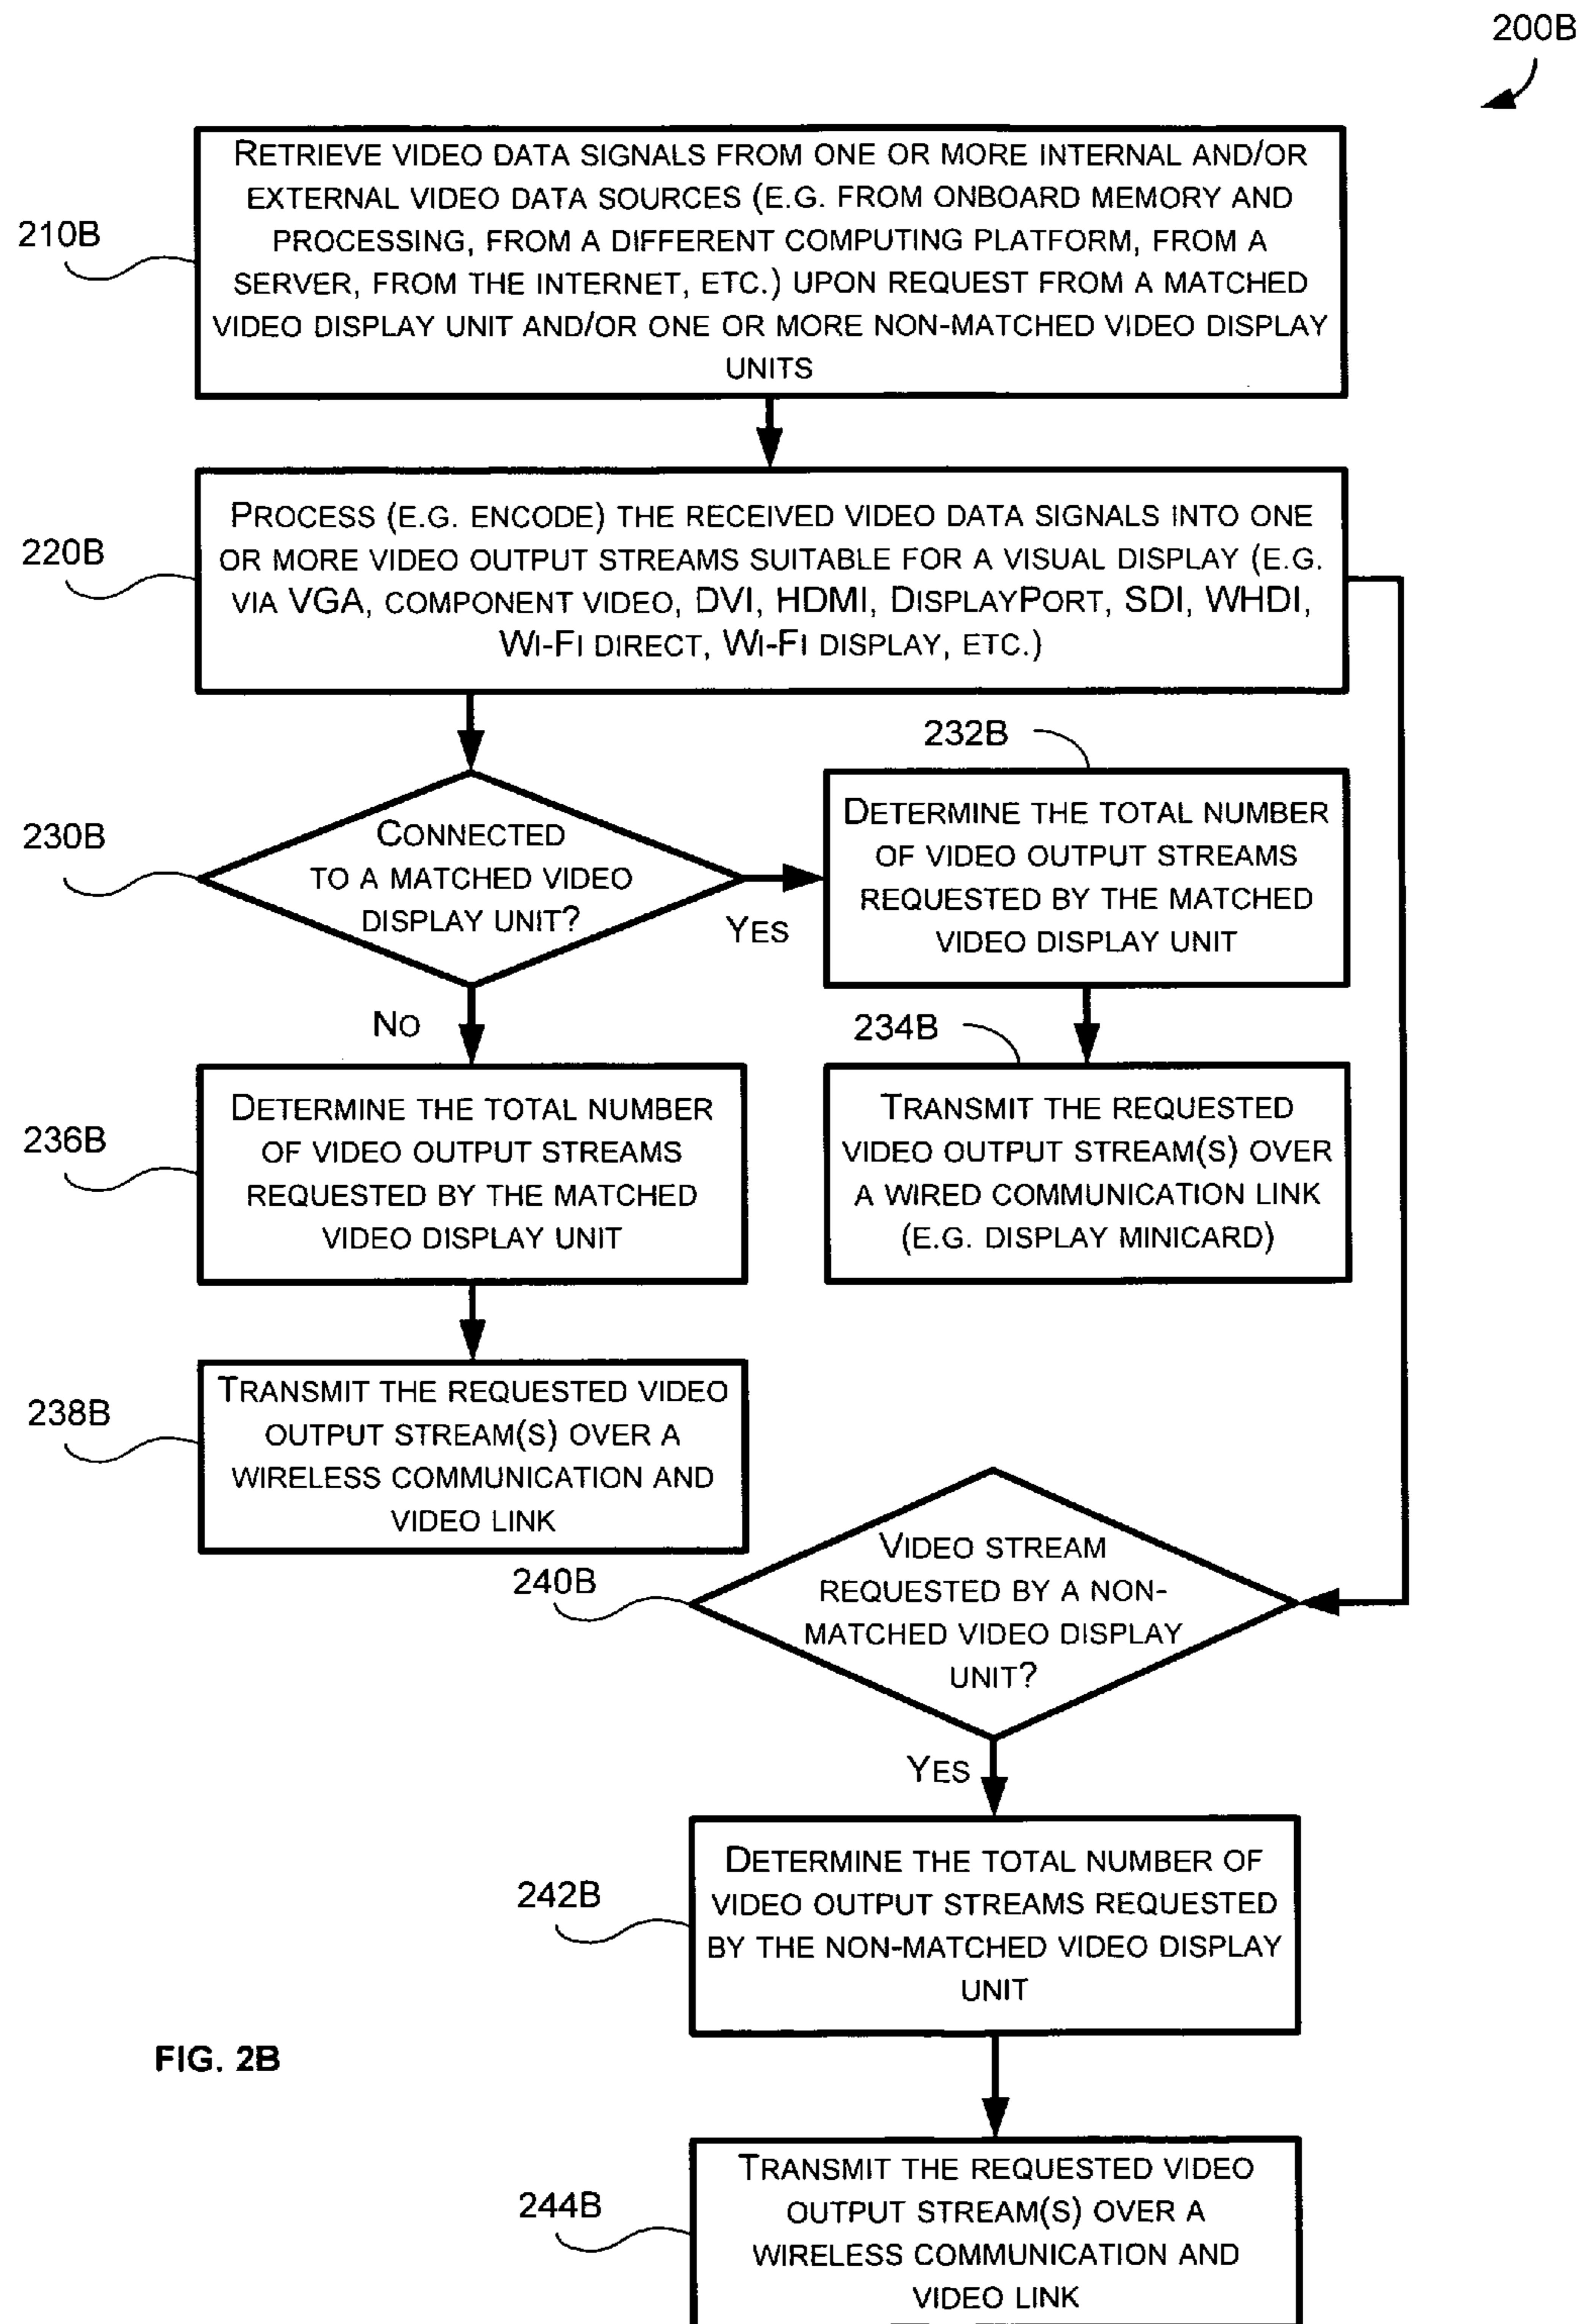 200B
RETRIEVE VIDEO DATA SIGNALS FROM ONE OR MORE INTERNAL AND/OR
EXTERNAL VIDEO DATA SOURCES (E.G. FROM ONBOARD MEMORY AND
PROCESSING, FROM A DIFFERENT COMPUTING PLATFORM, FROM A
SERVER, FROM THE INTERNET, ETC.) UPON REQUEST FROM A MATCHED
VIDEO DISPLAY UNIT AND/OR ONE OR MORE NON-MATCHED VIDEO DISPLAY
UNITS
210B
PROCESS (E.G. ENCODE) THE RECEIVED VIDEO DATA SIGNALS INTO ONE
OR MORE VIDEO OUTPUT STREAMS SUITABLE FOR A VISUAL DISPLAY (E.G.
VIA VGA, COMPONENT VIDEO, DVI, HDMI, DISPLAYPORT, SDI, WHDI,
WI-FI DIRECT, WI-FI DISPLAY, ETC.)
220B
230B
CONNECTED
TO A MATCHED VIDEO
DISPLAY UNIT?
YES
NO
232B
DETERMINE THE TOTAL NUMBER
OF VIDEO OUTPUT STREAMS
REQUESTED BY THE MATCHED
VIDEO DISPLAY UNIT
234B
TRANSMIT THE REQUESTED
VIDEO OUTPUT STREAM(S) OVER
A WIRED COMMUNICATION LINK
(E.G. DISPLAY MINICARD)
236B
DETERMINE THE TOTAL NUMBER
OF VIDEO OUTPUT STREAMS
REQUESTED BY THE MATCHED
VIDEO DISPLAY UNIT
238B
TRANSMIT THE REQUESTED VIDEO
OUTPUT STREAM(S) OVER A
WIRELESS COMMUNICATION AND
VIDEO LINK
240B
VIDEO STREAM
REQUESTED BY A NON-
MATCHED VIDEO DISPLAY
UNIT?
YES
242B
DETERMINE THE TOTAL NUMBER OF
VIDEO OUTPUT STREAMS REQUESTED
BY THE NON-MATCHED VIDEO DISPLAY
UNIT
FIG. 2B
244B
TRANSMIT THE REQUESTED VIDEO
OUTPUT STREAM(S) OVER A
WIRELESS COMMUNICATION AND
VIDEO LINK